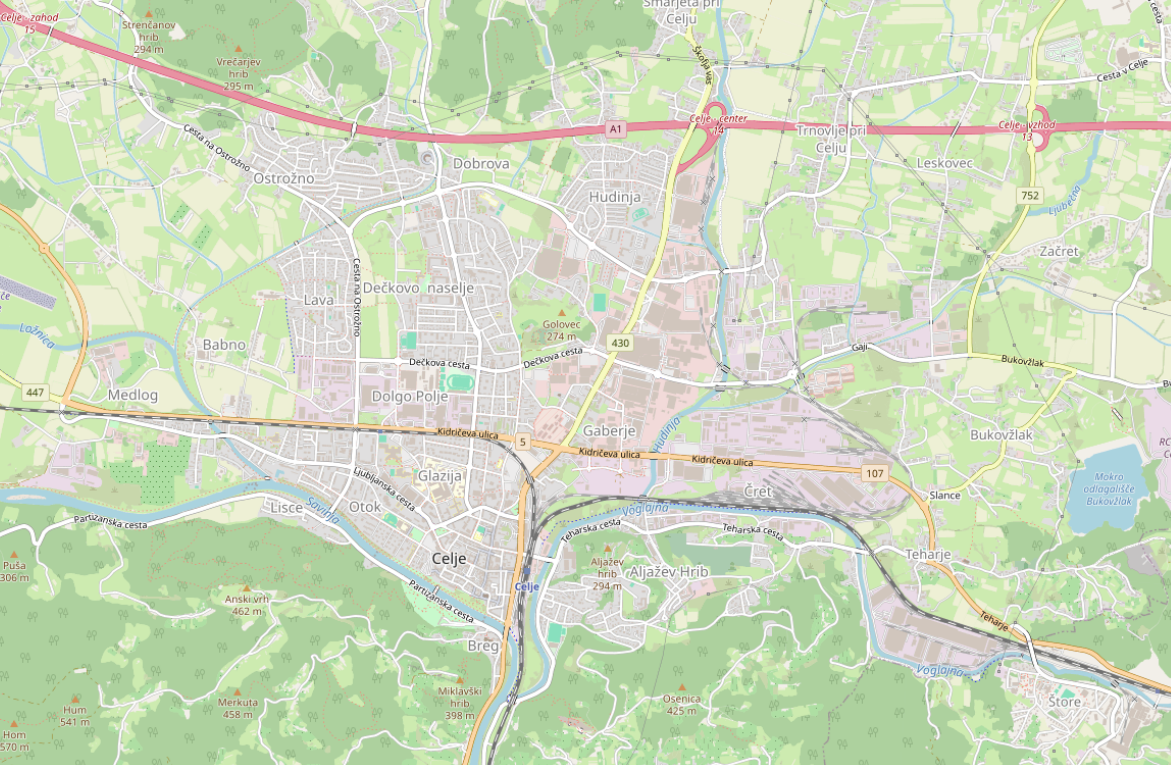 Šmarjeta pri
Celju
Celje - zahod
15
Strenčanov
hrib
294 m
Škofja vas
Vrečarjev
hrib
295 m
Cesta v Celje
Celje - center
14
A1
Celje - vzhod
13
Trnovlje pri
Celju
Cesta na Ostrožno
Dobrova
Leskovec
Ostrožno
Hudinja
752
Ljubečna
Začret
Cesta na Ostrožno
Dečkovo naselje
Lava
Golovec
274 m
Ložnica
430
Babno
Gaji
Dečkova cesta
Dečkova cesta
Bukovžlak
447
Medlog
Dolgo Polje
Hudinja
Gaberje
Kidričeva ulica
5
Kidričeva ulica
Kidričeva ulica
Bukovžlak
107
Glazija
Ljubljanska cesta
Čret
Mokro
odlagališče
Bukovžlak
Slance
Lisce
Otok
Savinja
Voglajna
Partizanska cesta
Teharska cesta
Teharska cesta
Teharje
Celje
Puša
306 m
Aljažev
hrib
294 m
Aljažev Hrib
Celje
Anski vrh
462 m
Partizanska cesta
Teharje
Breg
Voglajna
Miklavški
hrib
398 m
Osenica
425 m
Merkuta
458 m
Hum
541 m
Štore
Hom
570 m